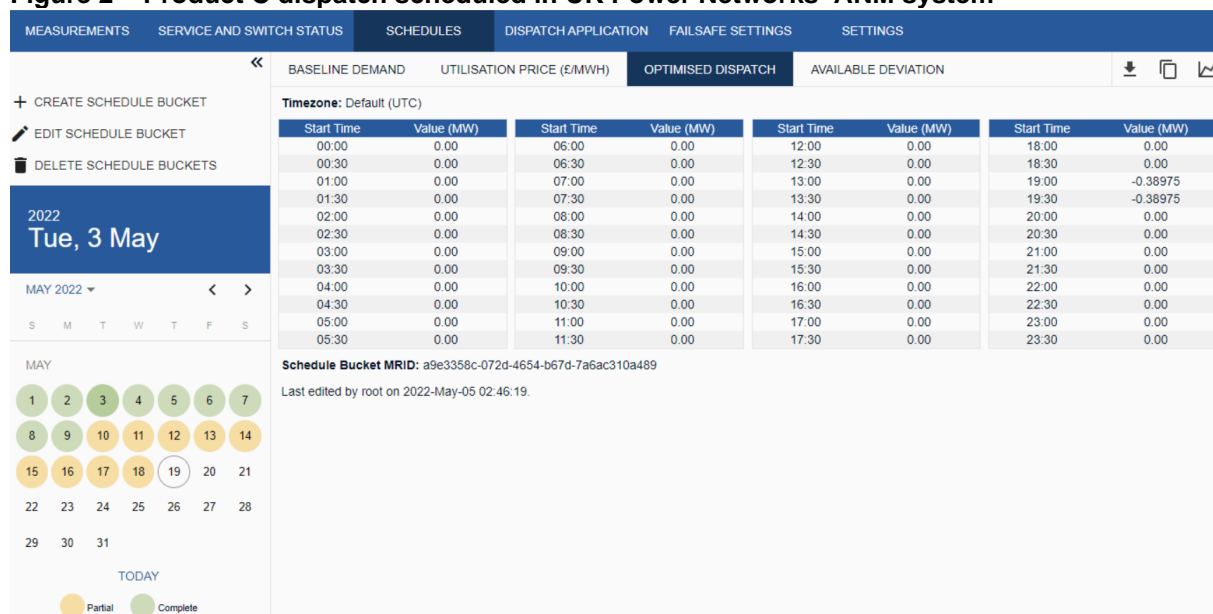 Figure 2 – Product C dispatch scheduled in UK Power Networks' ANM system
MEASUREMENTS SERVICE AND SWITCH STATUS SCHEDULES DISPATCH APPLICATION FAILSAFE SETTINGS SETTINGS
«
BASELINE DEMAND UTILISATION PRICE (£/MWH) OPTIMISED DISPATCH AVAILABLE DEVIATION
+ CREATE SCHEDULE BUCKET
EDIT SCHEDULE BUCKET
DELETE SCHEDULE BUCKETS
2022
Tue, 3 May
MAY 2022
< >
S M T W T F S
MAY
1 2 3 4 5 6 7
8 9 10 11 12 13 14
15 16 17 18 19 20 21
22 23 24 25 26 27 28
29 30 31
TODAY
Partial Complete
Timezone: Default (UTC)
Start Time Value (MW) Start Time Value (MW) Start Time Value (MW) Start Time Value (MW)
00:00 0.00 06:00 0.00 12:00 0.00 18:00 0.00
00:30 0.00 06:30 0.00 12:30 0.00 18:30 0.00
01:00 0.00 07:00 0.00 13:00 0.00 19:00 -0.38975
01:30 0.00 07:30 0.00 13:30 0.00 19:30 -0.38975
02:00 0.00 08:00 0.00 14:00 0.00 20:00 0.00
02:30 0.00 08:30 0.00 14:30 0.00 20:30 0.00
03:00 0.00 09:00 0.00 15:00 0.00 21:00 0.00
03:30 0.00 09:30 0.00 15:30 0.00 21:30 0.00
04:00 0.00 10:00 0.00 16:00 0.00 22:00 0.00
04:30 0.00 10:30 0.00 16:30 0.00 22:30 0.00
05:00 0.00 11:00 0.00 17:00 0.00 23:00 0.00
05:30 0.00 11:30 0.00 17:30 0.00 23:30 0.00
Schedule Bucket MRID: a9e3358c-072d-4654-b67d-7a6ac310a489
Last edited by root on 2022-May-05 02:46:19.